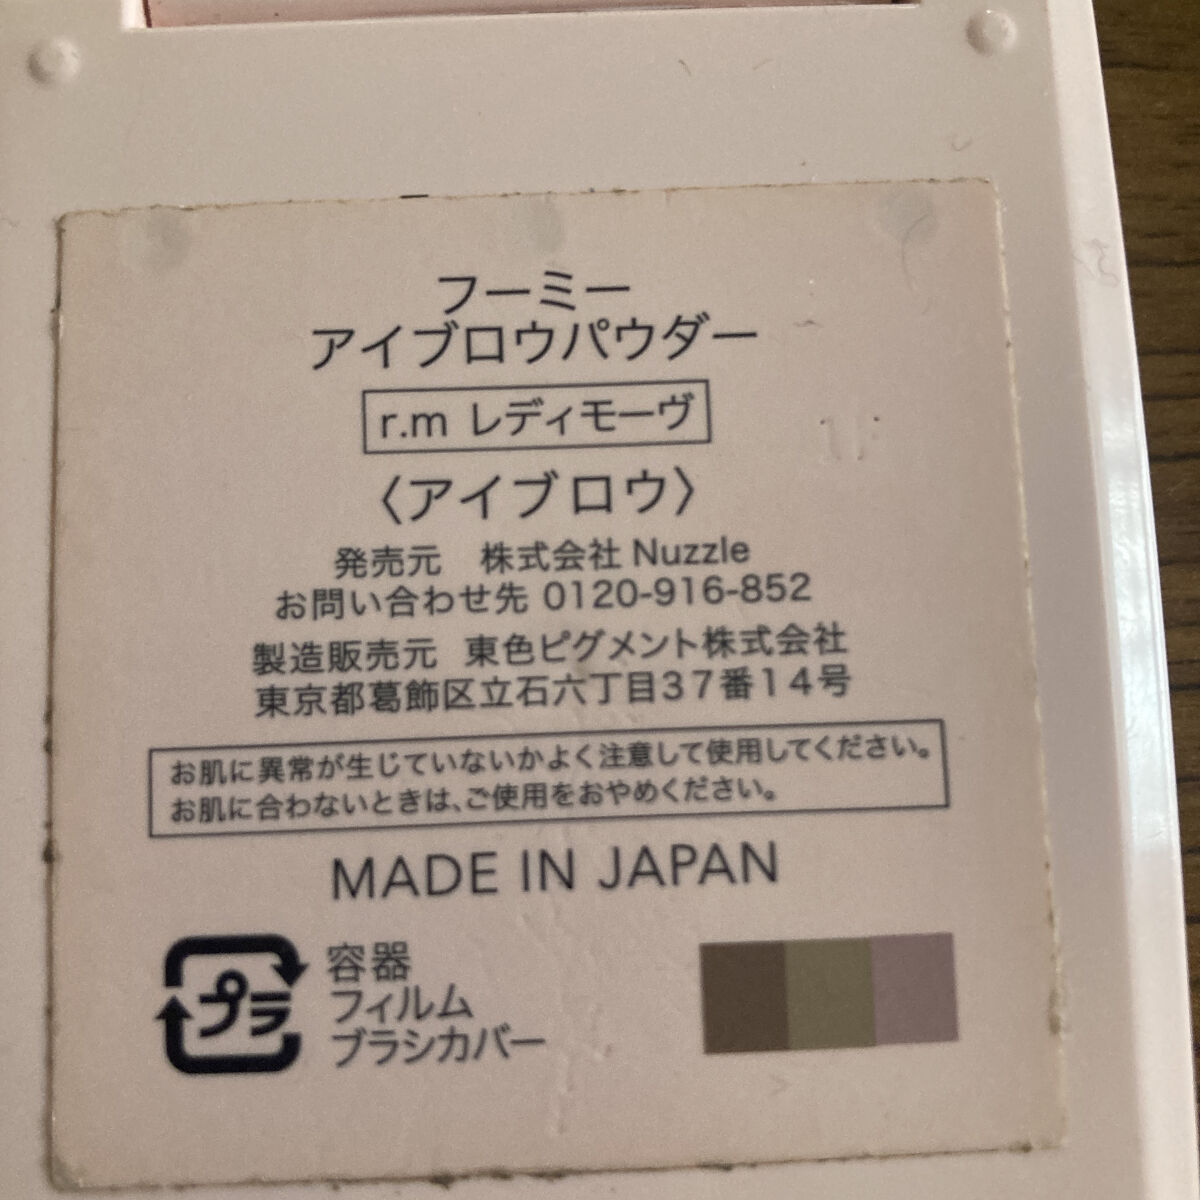 フーミー
アイブロウパウダー
r.m レディモーヴ
〈アイブロウ〉
発売元　株式会社 Nuzzle
お問い合わせ先 0120-916-852
製造販売元　東色ピグメント株式会社
東京都葛飾区立石六丁目37番14号
お肌に異常が生じていないかよく注意して使用してください。
お肌に合わないときは、ご使用をおやめください。
MADE IN JAPAN
プラ
容器
フィルム
ブラシカバー